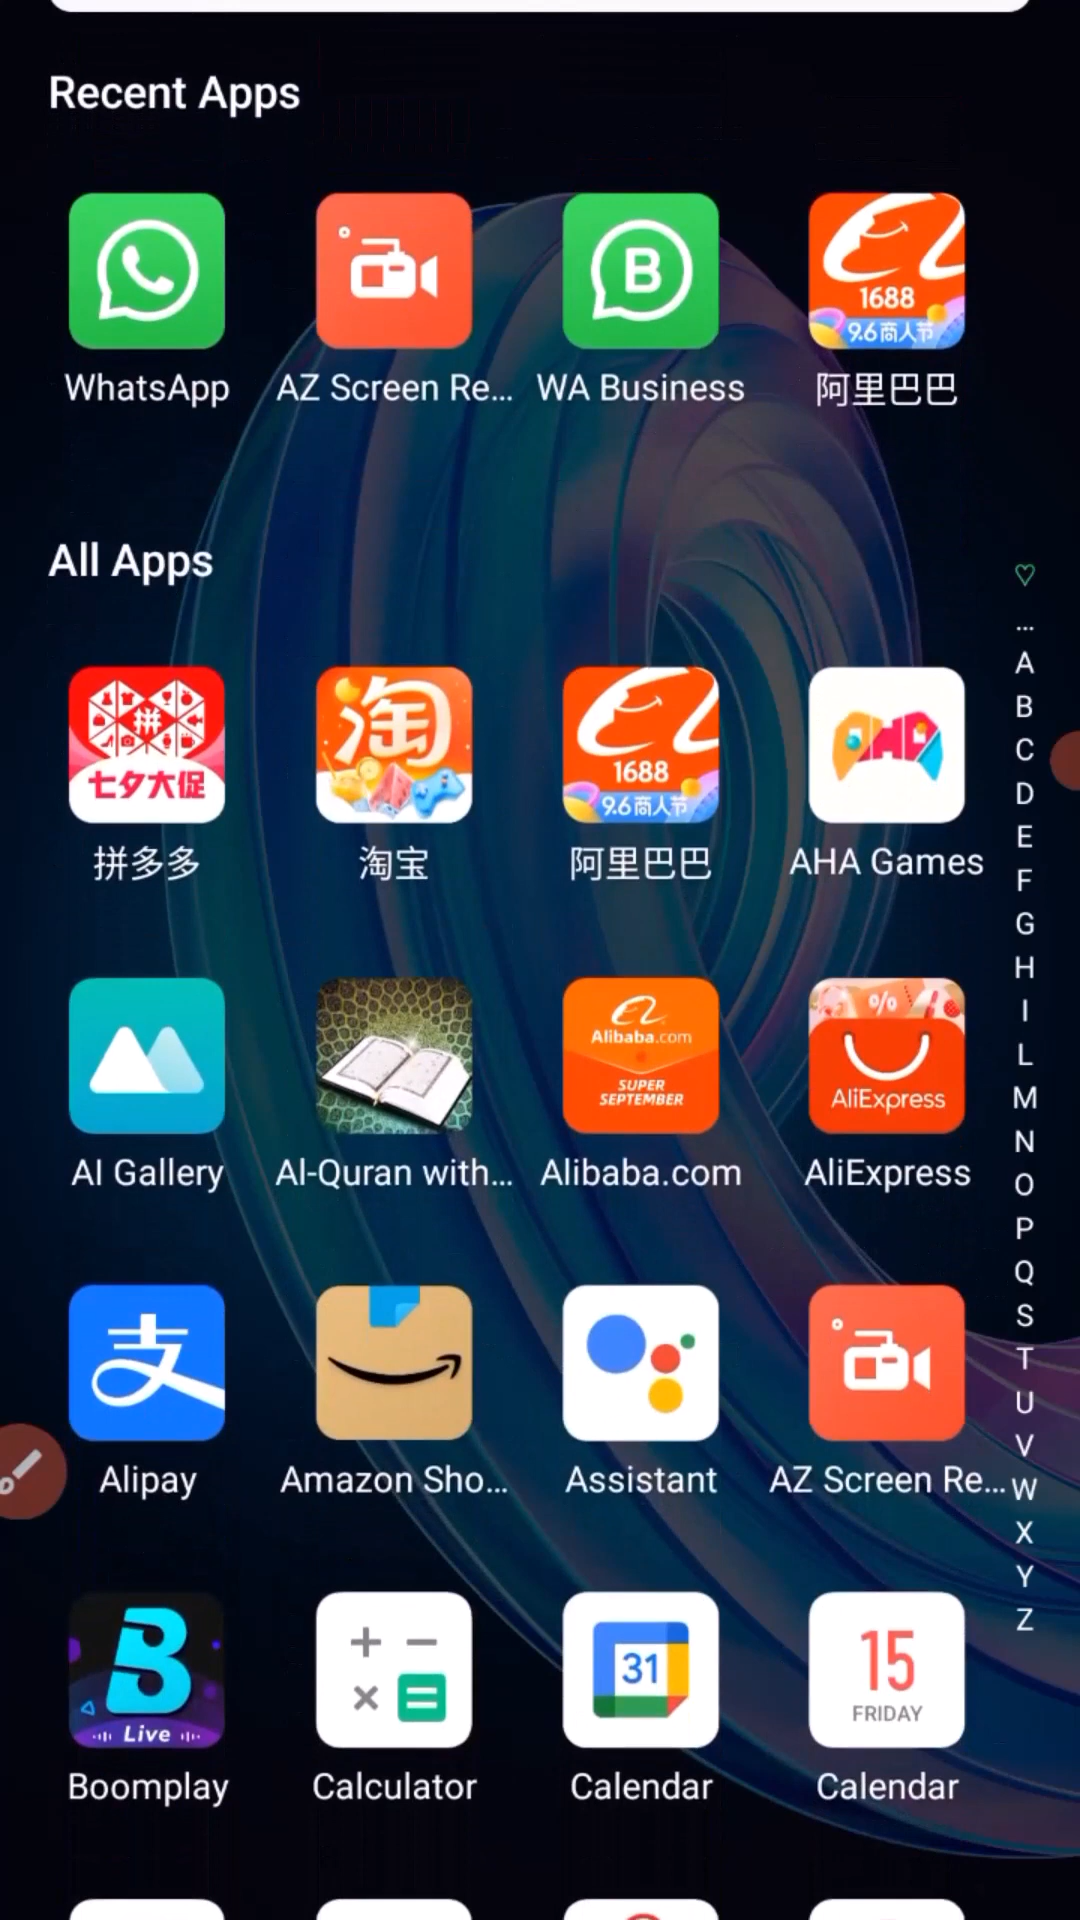 Recent Apps
1688
9.6商人节
WhatsApp
AZ Screen Re...
WA Business
阿里巴巴
All Apps
拼
七夕大促
淘
1688
9.6商人节
AHA
拼多多
淘宝
阿里巴巴
AHA Games
Alibaba.com
SUPER
SEPTEMBER
%
AliExpress
AI Gallery
Al-Quran with...
Alibaba.com
AliExpress
支
Alipay
Amazon Sho...
Assistant
AZ Screen Re...
B
Live
31
15
FRIDAY
Boomplay
Calculator
Calendar
Calendar
...
A
B
C
D
E
F
G
H
I
L
M
N
O
P
Q
S
T
U
V
W
X
Y
Z